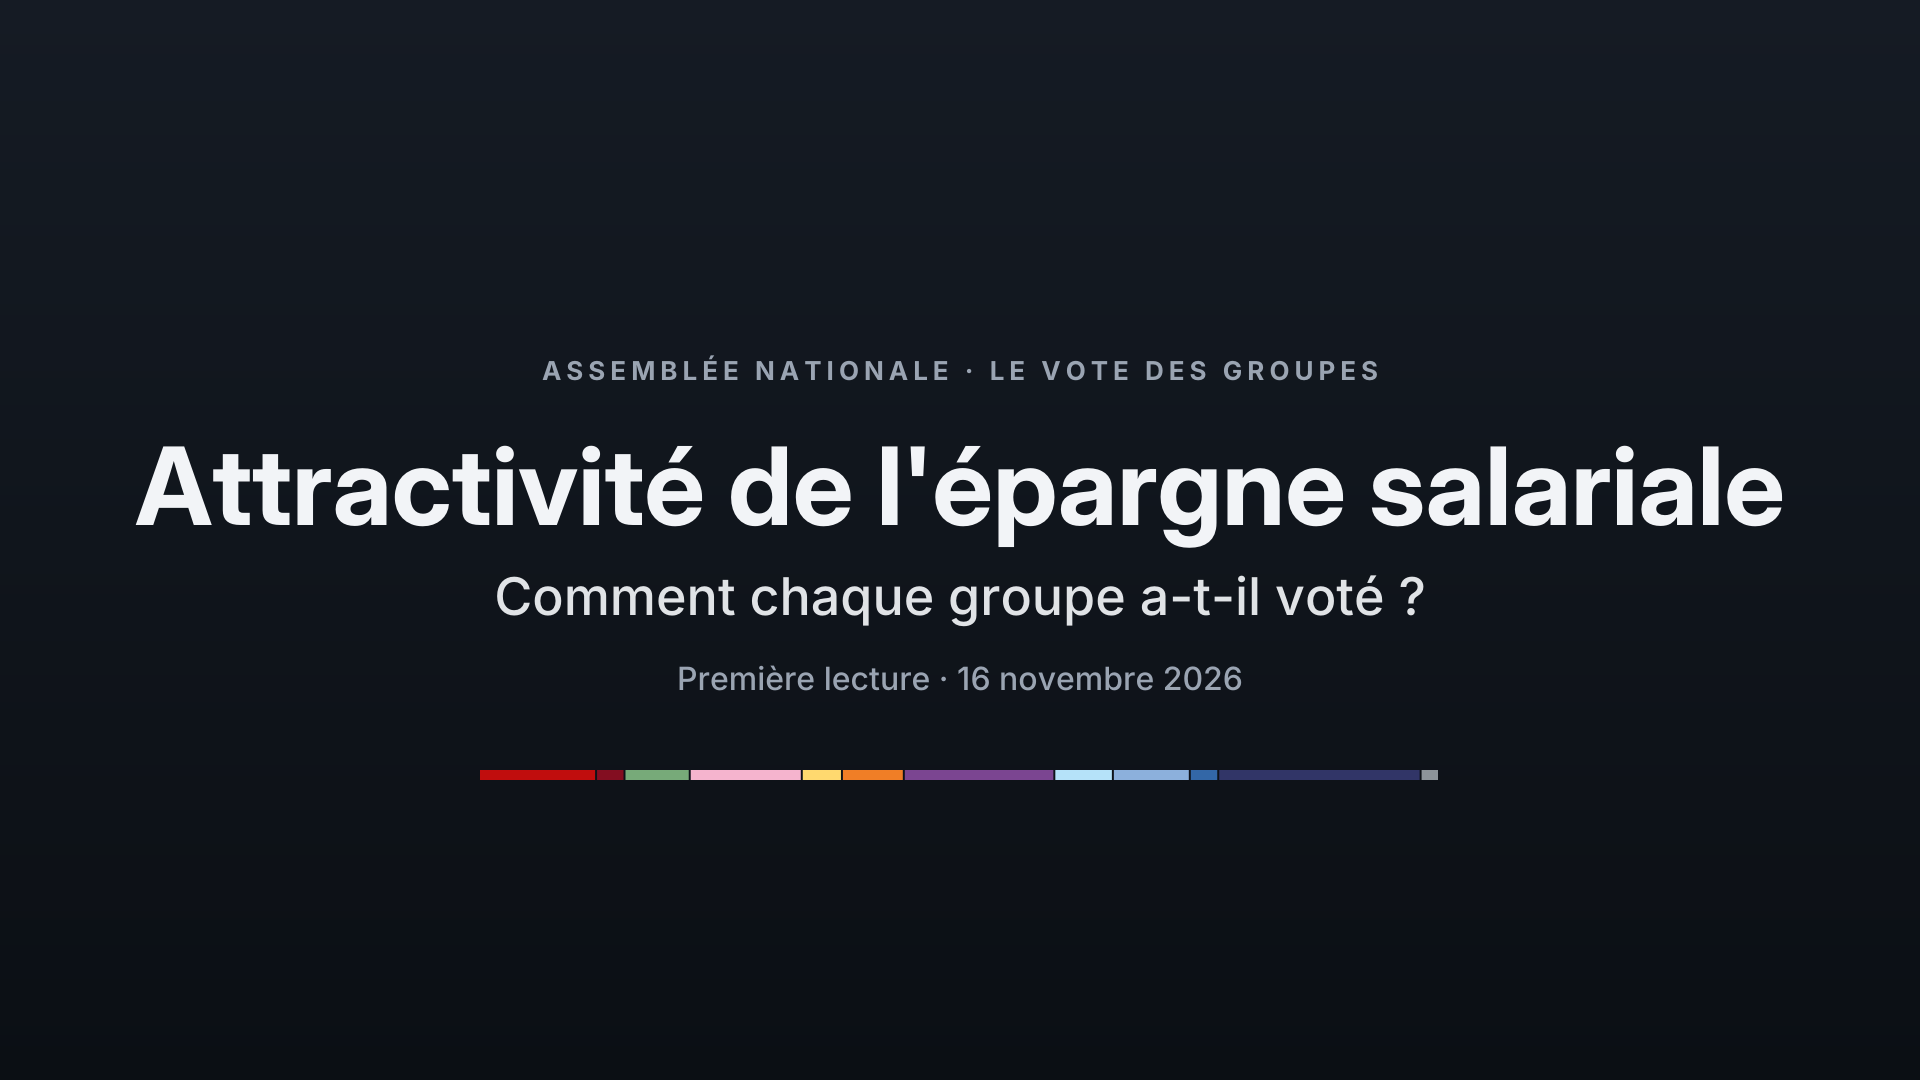 ASSEMBLÉE NATIONALE · LE VOTE DES GROUPES
Attractivité de l'épargne salariale
Comment chaque groupe a-t-il voté ?
Première lecture · 16 novembre 2026